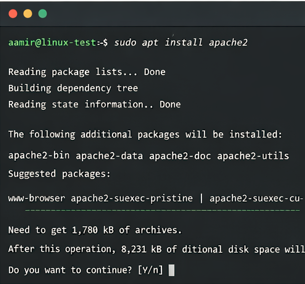 aamir@linux-test:~$ sudo apt install apache2
Reading package lists... Done
Building dependency tree
Reading state information.. Done
The following additional packages will be installed:
apache2-bin apache2-data apache2-doc apache2-utils
Suggested packages:
www-browser apache2-suexec-pristine | apache2-suexec-cu-
Need to get 1,780 kB of archives.
After this operation, 8,231 kB of ditional disk space will
Do you want to continue? [Y/n]